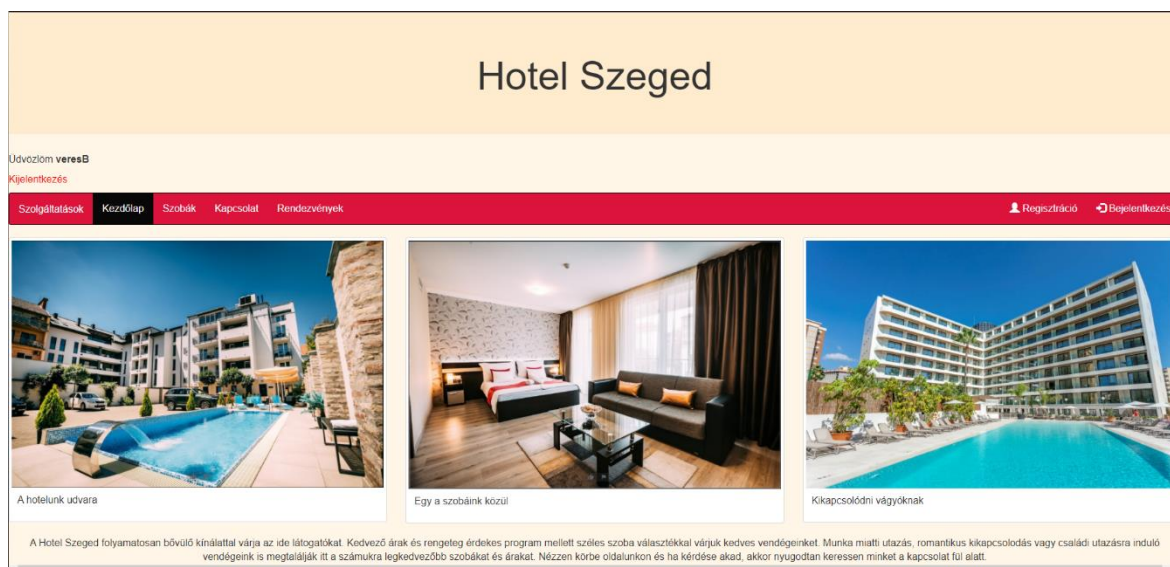 Hotel Szeged
Üdvözlöm veresB
Kijelentkezés
Szolgáltatások Kezdőlap Szobák Kapcsolat Rendezvények Regisztráció Bejelentkezés
A hotelunk udvara
Egy a szobáink közül
Kikapcsolódni vágyóknak
A Hotel Szeged folyamatosan bővülő kínálattal várja az ide látogatókat. Kedvező árak és rengeteg érdekes program mellett széles szoba választékkal várjuk kedves vendégeinket. Munka miatti utazás, romantikus kikapcsolodás vagy családi utazásra induló
vendégeink is megtalálják itt a számukra legkedvezőbb szobákat és árakat. Nézzen körbe oldalunkon és ha kérdése akad, akkor nyugodtan keressen minket a kapcsolat fül alatt.